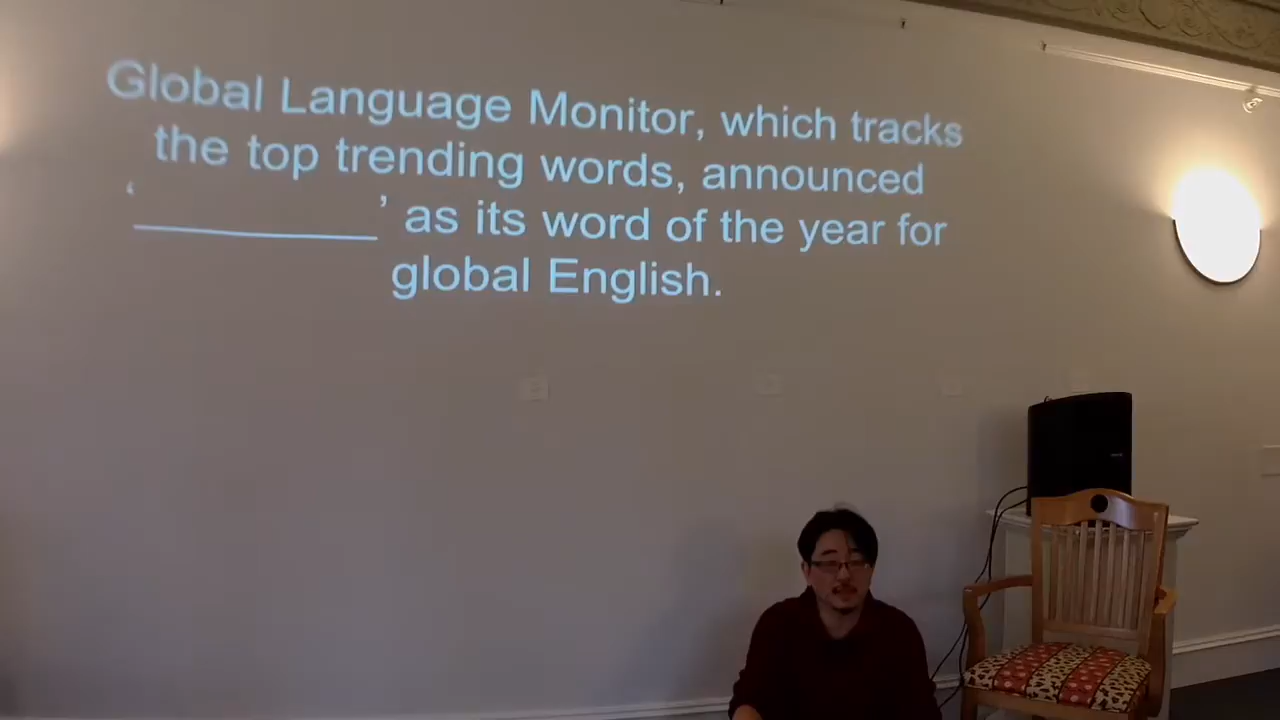 Global Language Monitor, which tracks
the top trending words, announced
‘__________’ as its word of the year for
global English.